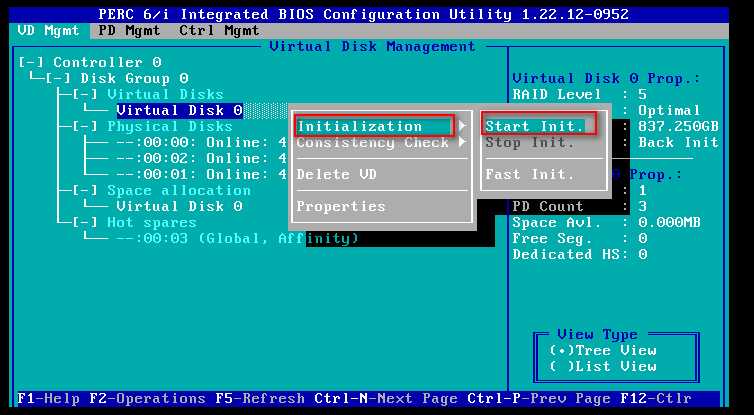 PERC 6/i Integrated BIOS Configuration Utility 1.22.12-0952
VD Mgmt PD Mgmt Ctrl Mgmt
Virtual Disk Management
[-] Controller 0
[-] Disk Group 0
[-] Virtual Disks
Virtual Disk 0
[-] Physical Disks
--:00:00: Online: 4
--:00:02: Online: 4
--:00:01: Online: 4
[-] Space allocation
Virtual Disk 0
[-] Hot spares
--:00:03 (Global, Affinity)
Initialization
Consistency Check
Delete VD
Properties
Start Init.
Stop Init.
Fast Init.
Virtual Disk 0 Prop.:
RAID Level : 5
: Optimal
: 837.250GB
: Back Init
0 Prop.:
: 1
PD Count : 3
Space Avl. : 0.000MB
Free Seg. : 0
Dedicated HS: 0
View Type
(•)Tree View
( )List View
F1-Help F2-Operations F5-Refresh Ctrl-N-Next Page Ctrl-P-Prev Page F12-Ctlr